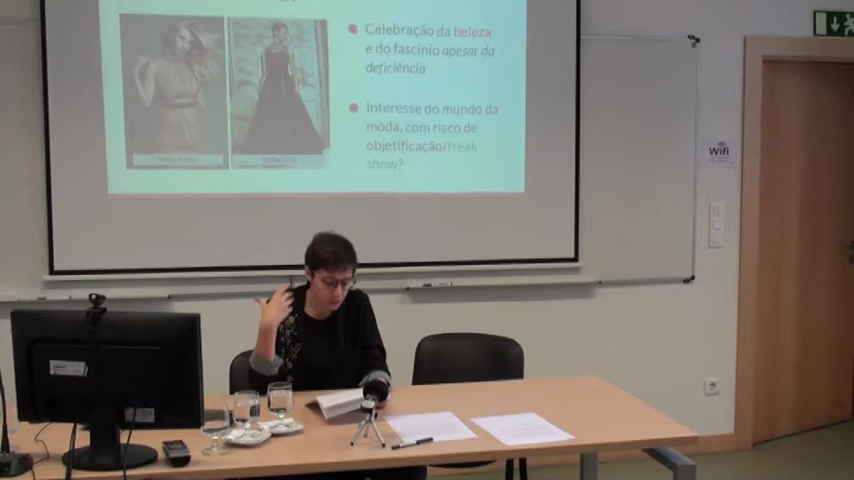 Celebração da beleza
e do fascínio apesar da
deficiência
Interesse do mundo da
moda, com risco de
objetificação/freak
show?
Wifi